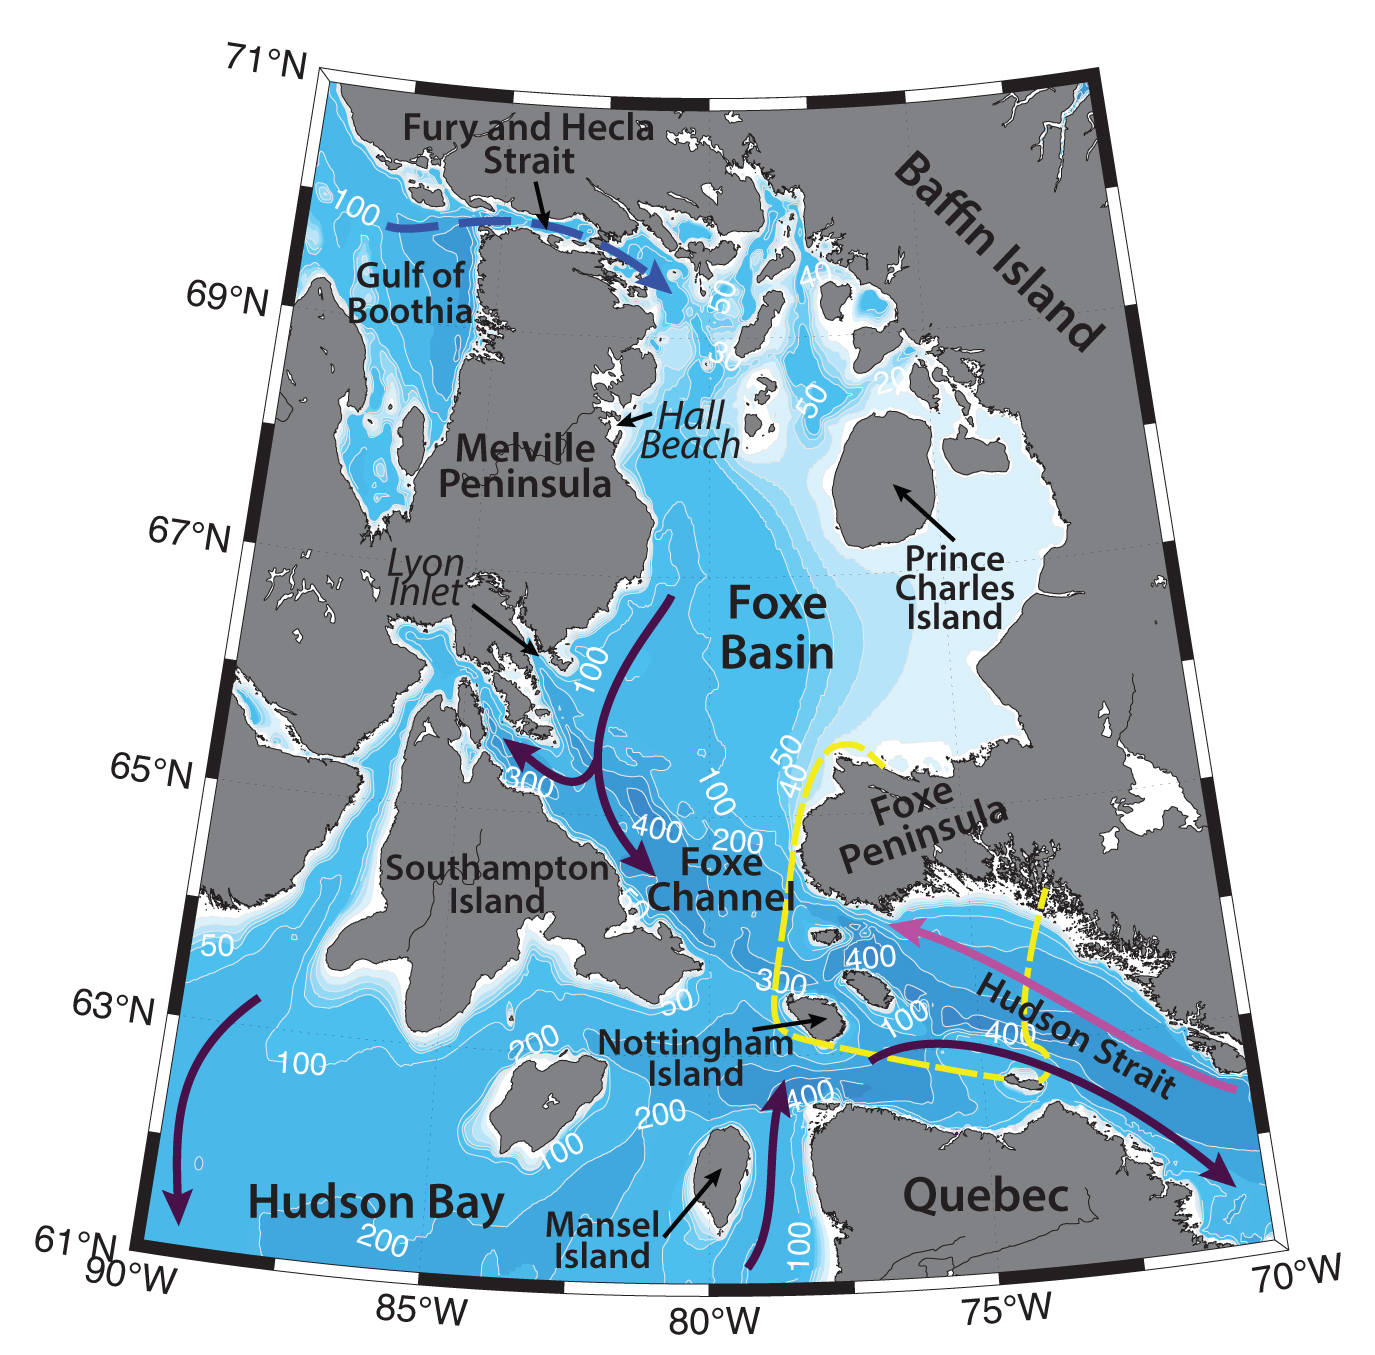 71°N
Fury and Hecla
Strait
Baffin Island
100
69°N
Gulf of
Boothia
40
50
30
20
50
Hall
Beach
Melville
Peninsula
67°N
Lyon
Inlet
Prince
Charles
Island
Foxe
Basin
100
65°N
50
40
300
100
400
200
Foxe
Peninsula
Foxe
Channel
Southampton
Island
50
50
400
300
63°N
50
100
Hudson Strait
400
Nottingham
Island
200
100
400
200
100
Hudson Bay
Mansel
Island
Quebec
100
200
61°N
90°W
85°W
80°W
75°W
70°W